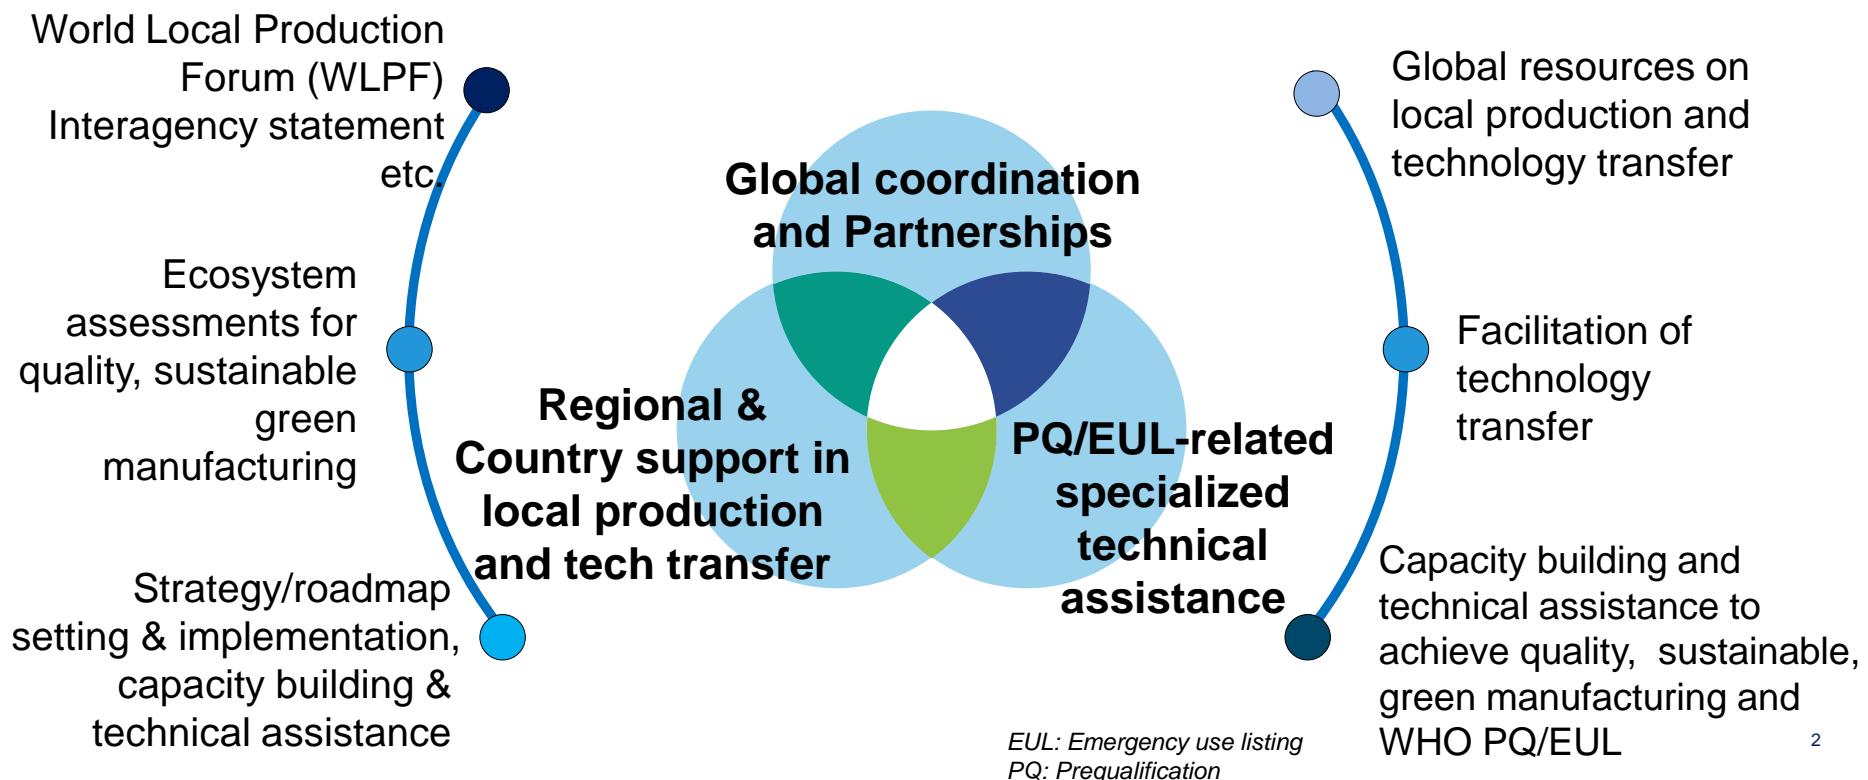 World Local Production
Forum (WLPF)
Interagency statement
etc.
Ecosystem
assessments for
quality, sustainable
green
manufacturing
Strategy/roadmap
setting & implementation,
capacity building &
technical assistance
Global coordination
and Partnerships
Regional &
Country support in
local production
and tech transfer
PQ/EUL-related
specialized
technical
assistance
Global resources on
local production and
technology transfer
Facilitation of
technology
transfer
Capacity building and
technical assistance to
achieve quality,  sustainable,
green manufacturing and
WHO PQ/EUL
EUL: Emergency use listing
PQ: Prequalification
2